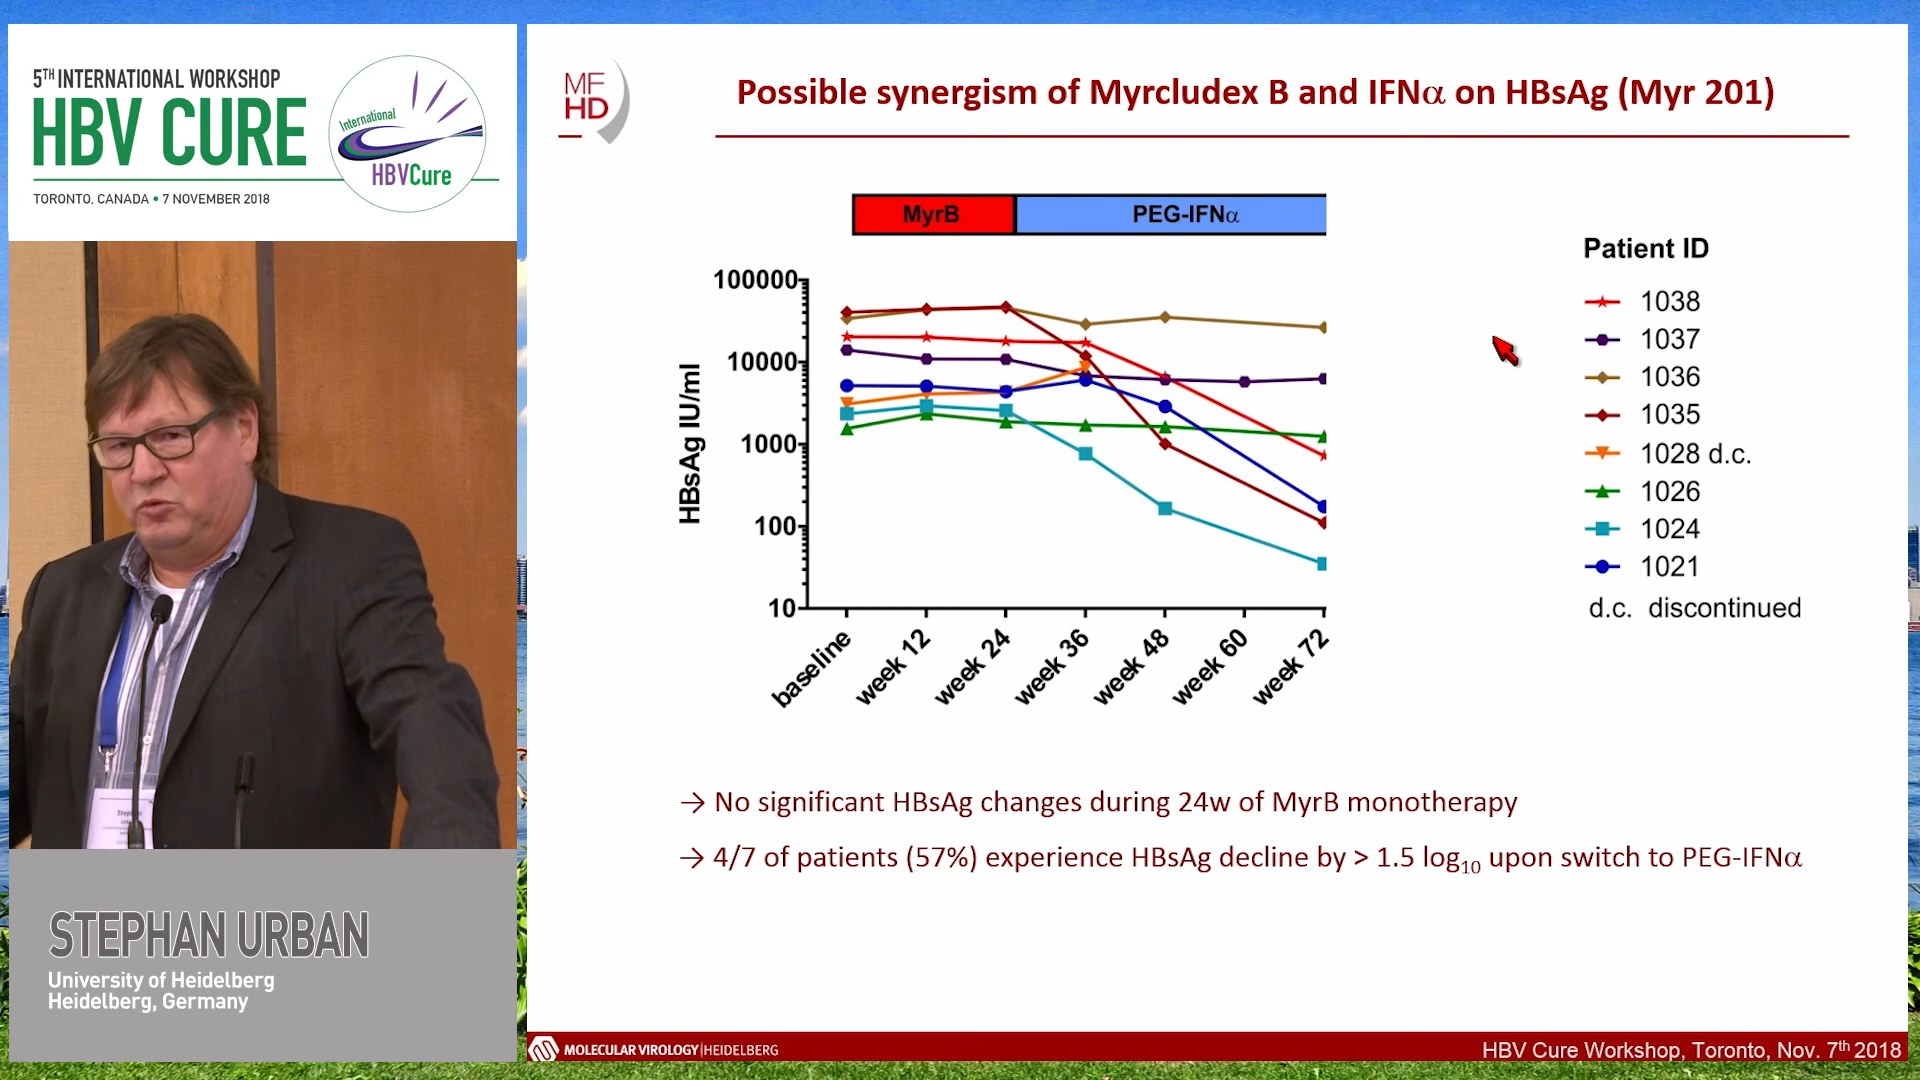 5TH INTERNATIONAL WORKSHOP
HBV CURE
TORONTO, CANADA • 7 NOVEMBER 2018
International
HBVCure
STEPHAN URBAN
University of Heidelberg
Heidelberg, Germany
MF
HD
Possible synergism of Myrcludex B and IFNα on HBsAg (Myr 201)
MyrB
PEG-IFNα
HBsAg IU/ml
100000
10000
1000
100
10
baseline
week 12
week 24
week 36
week 48
week 60
week 72
Patient ID
1038
1037
1036
1035
1028 d.c.
1026
1024
1021
d.c. discontinued
→ No significant HBsAg changes during 24w of MyrB monotherapy
→ 4/7 of patients (57%) experience HBsAg decline by > 1.5 log10 upon switch to PEG-IFNα
MOLECULAR VIROLOGY|HEIDELBERG
HBV Cure Workshop, Toronto, Nov. 7th 2018